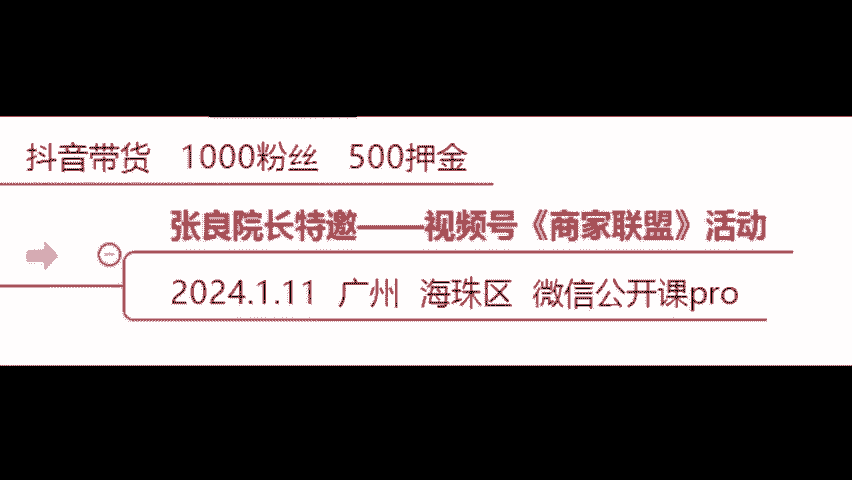 抖音带货 1000粉丝 500押金
张良院长特邀——视频号《商家联盟》活动
2024.1.11 广州 海珠区 微信公开课pro